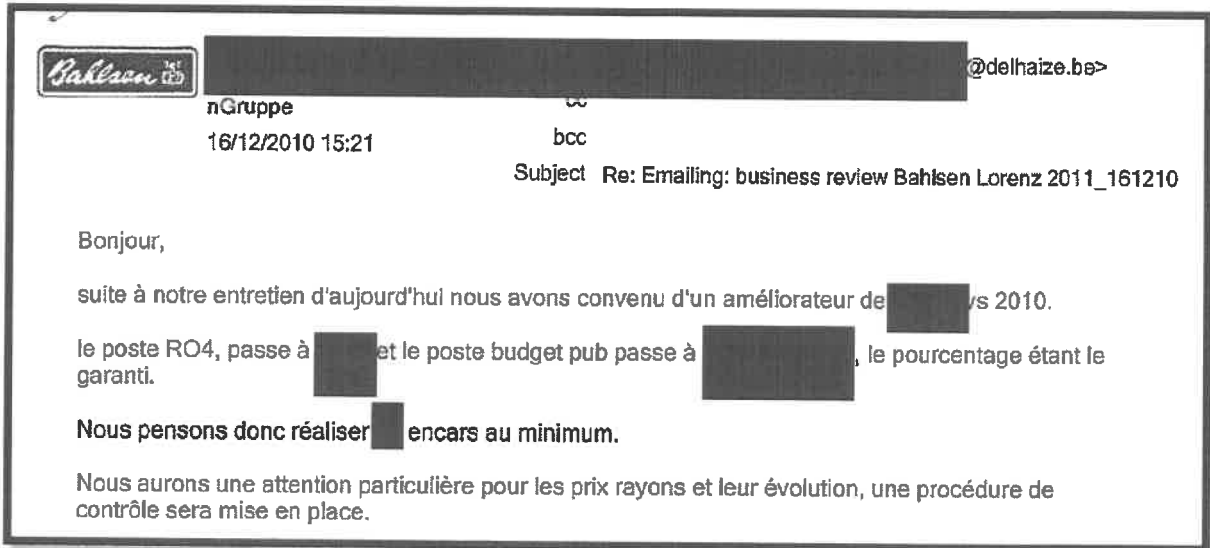 Bahlsen
@delhaize.be>
nGruppe
cc
16/12/2010 15:21
bcc
Subject Re: Emailing: business review Bahlsen Lorenz 2011_161210
Bonjour,
suite à notre entretien d'aujourd'hui nous avons convenu d'un améliorateur de vs 2010.
le poste RO4, passe à et le poste budget pub passe à , le pourcentage étant le
garanti.
Nous pensons donc réaliser encars au minimum.
Nous aurons une attention particulière pour les prix rayons et leur évolution, une procédure de
contrôle sera mise en place.